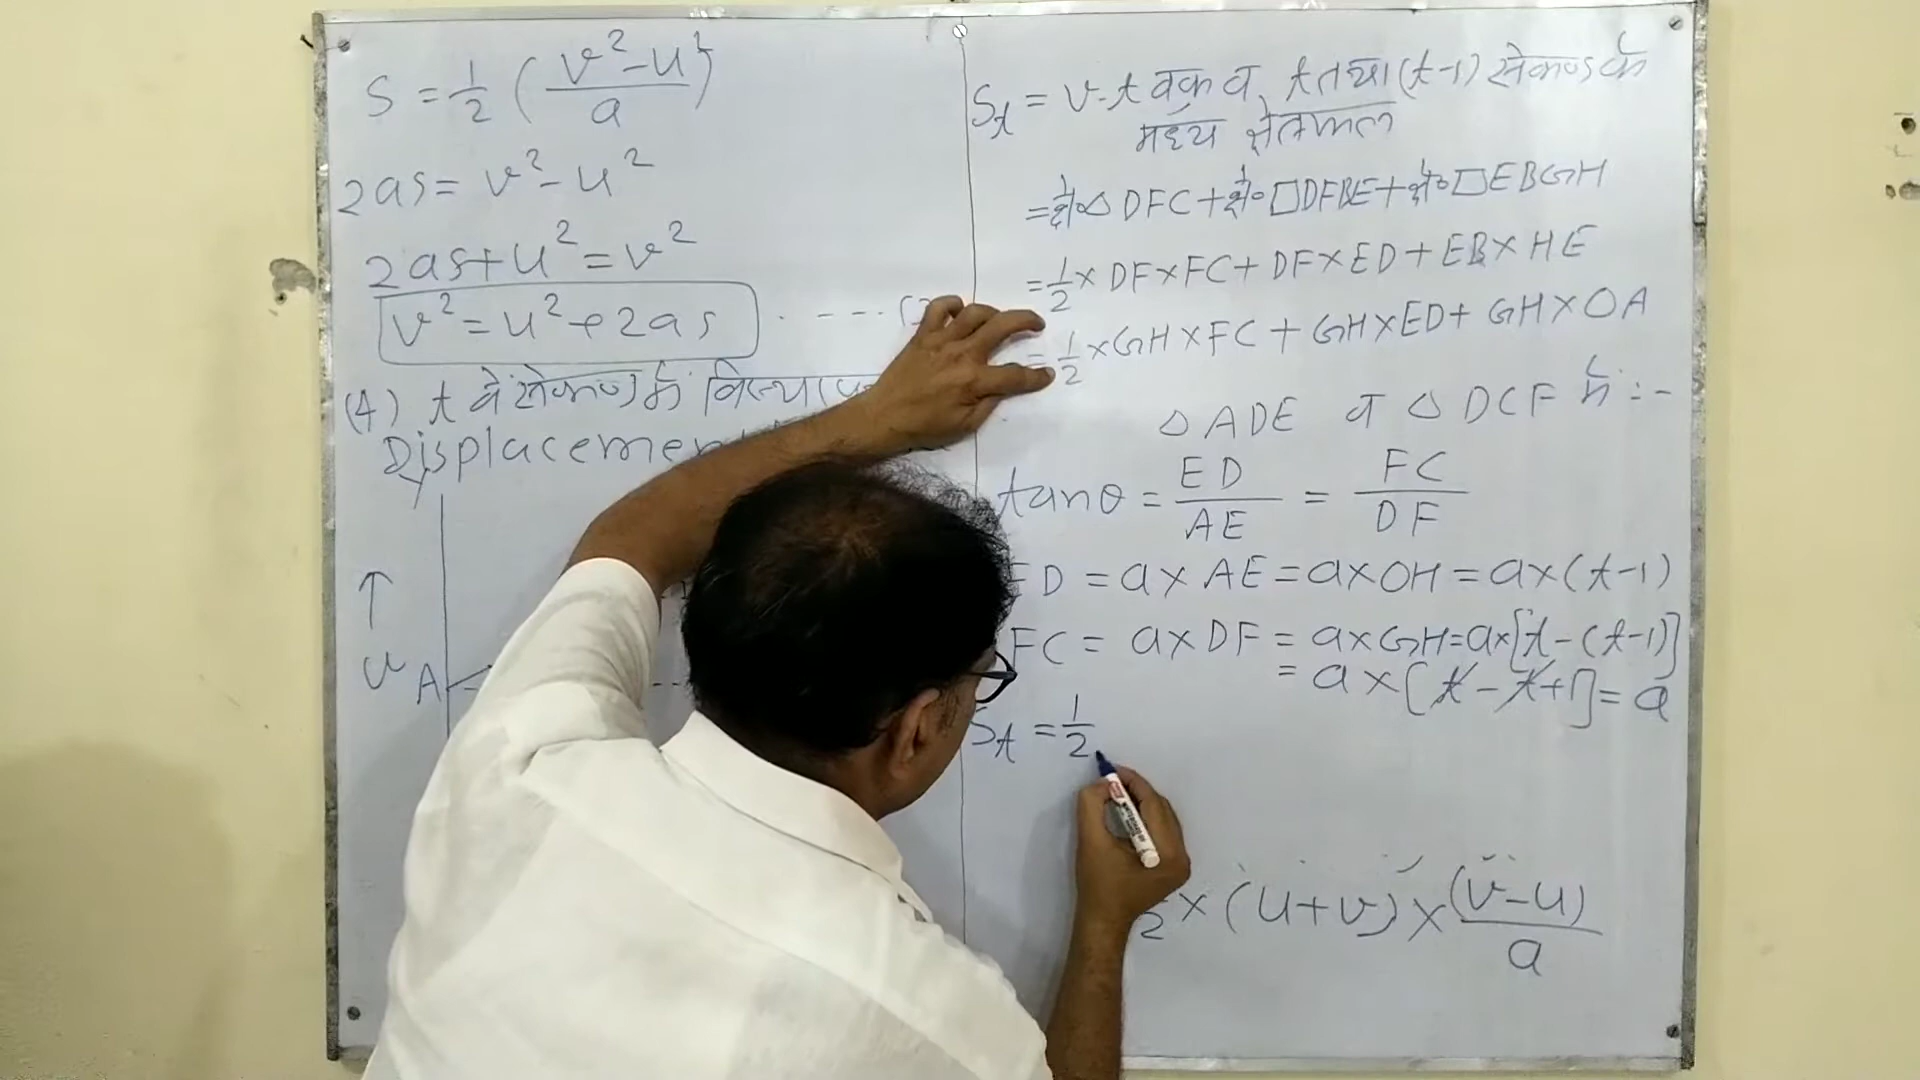 S = 1/2 ( v² - u² / a )
2as = v² - u²
2as + u² = v²
v² = u² + 2as
(4) t वें सेकण्ड में
Displacement
↑
v A
S_t = v-t वक्र व t तथा (t-1) सेकण्ड के
मध्य क्षेत्रफल
= क्षे० △ DFC + क्षे० □ DFBE + क्षे० □ EBGH
= 1/2 × DF × FC + DF × ED + EB × HE
= 1/2 × GH × FC + GH × ED + GH × OA
△ ADE व △ DCF में :-
tanθ = ED / AE = FC / DF
ED = a × AE = a × OH = a × (t-1)
FC = a × DF = a × GH = a × [t - (t-1)]
= a × [t - t + 1] = a
S_t = 1/2
2 × (u + v) × (v - u) / a